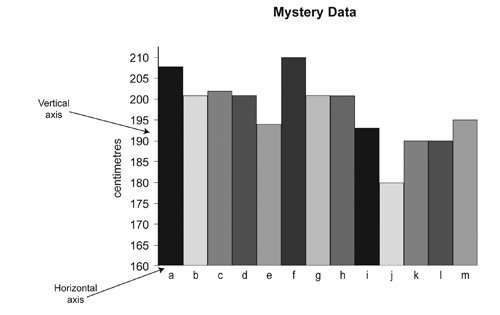 Mystery Data
210
205
200
195
190
185
180
175
170
165
160
centimetres
Vertical
axis
a b c d e f g h i j k l m
Horizontal
axis